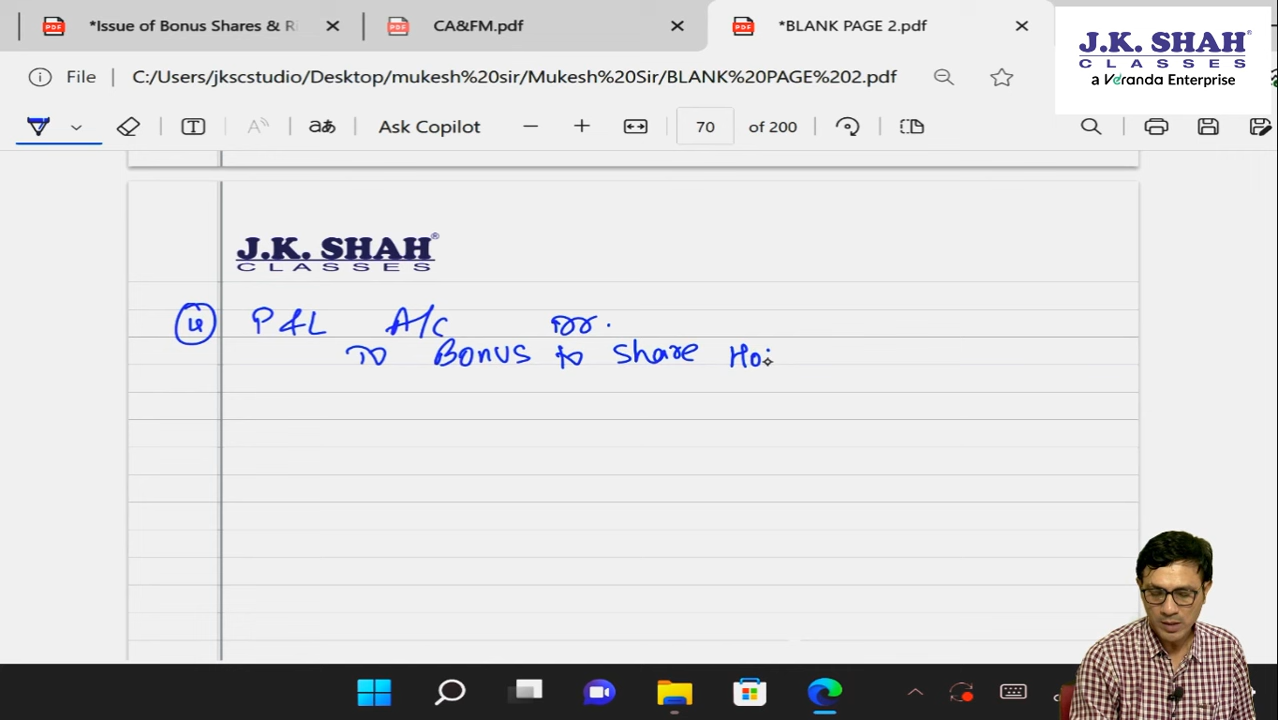 *Issue of Bonus Shares & Ri
CA&FM.pdf
*BLANK PAGE 2.pdf
J.K. SHAH®
CLASSES
a Veranda Enterprise
File
C:/Users/jkscstudio/Desktop/mukesh%20sir/Mukesh%20Sir/BLANK%20PAGE%202.pdf
Ask Copilot
70
of 200
J.K. SHAH®
CLASSES
P & L A/C Dr.
To Bonus to Share